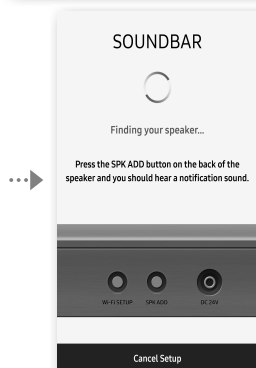 SOUNDBAR
Finding your speaker...
Press the SPK ADD button on the back of the
speaker and you should hear a notification sound.
WI-FI SETUP SPK ADD DC 24V
Cancel Setup